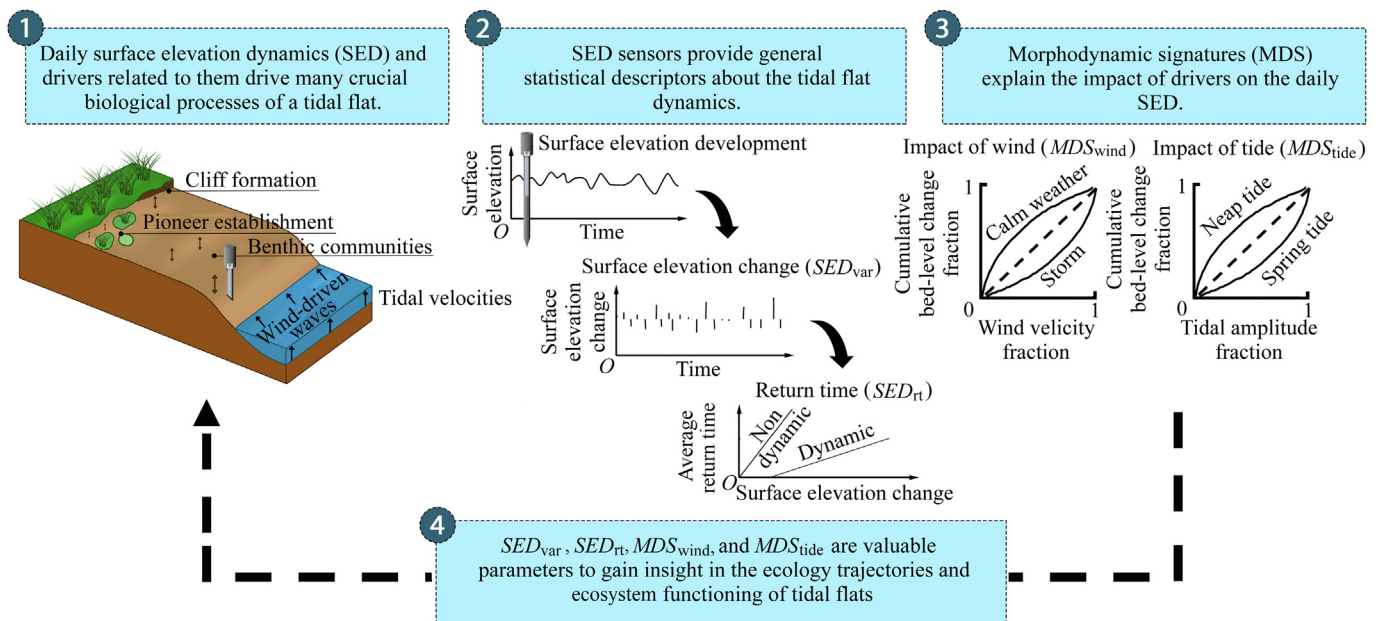 1
Daily surface elevation dynamics (SED) and
drivers related to them drive many crucial
biological processes of a tidal flat.
Cliff formation
Pioneer establishment
Benthic communities
Tidal velocities
Wind-driven
waves
2
SED sensors provide general
statistical descriptors about the tidal flat
dynamics.
Surface elevation development
Surface
elevation
O
Time
Surface elevation change (SEDvar)
Surface
elevation
change
O
Time
Return time (SEDrt)
Average
return time
Non
dynamic
Dynamic
O
Surface elevation change
3
Morphodynamic signatures (MDS)
explain the impact of drivers on the daily
SED.
Impact of wind (MDSwind)
Cumulative
bed-level change
fraction
1
Calm weather
Storm
0
1
Wind velicity
fraction
Impact of tide (MDStide)
Cumulative
bed-level change
fraction
1
Neap tide
Spring tide
0
1
Tidal amplitude
fraction
4
SEDvar, SEDrt, MDSwind, and MDStide are valuable
parameters to gain insight in the ecology trajectories and
ecosystem functioning of tidal flats